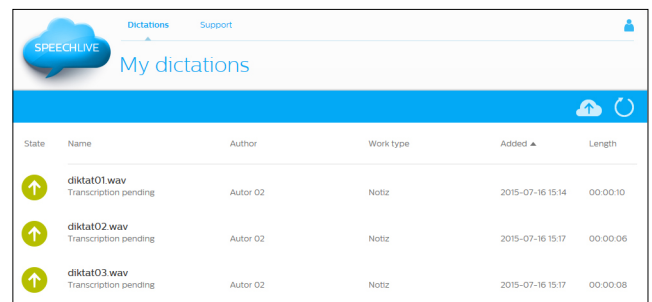 Dictations Support
SPEECHLIVE
My dictations
State Name Author Work type Added ▲ Length
diktat01.wav
Transcription pending Autor 02 Notiz 2015-07-16 15:14 00:00:10
diktat02.wav
Transcription pending Autor 02 Notiz 2015-07-16 15:17 00:00:06
diktat03.wav
Transcription pending Autor 02 Notiz 2015-07-16 15:17 00:00:08